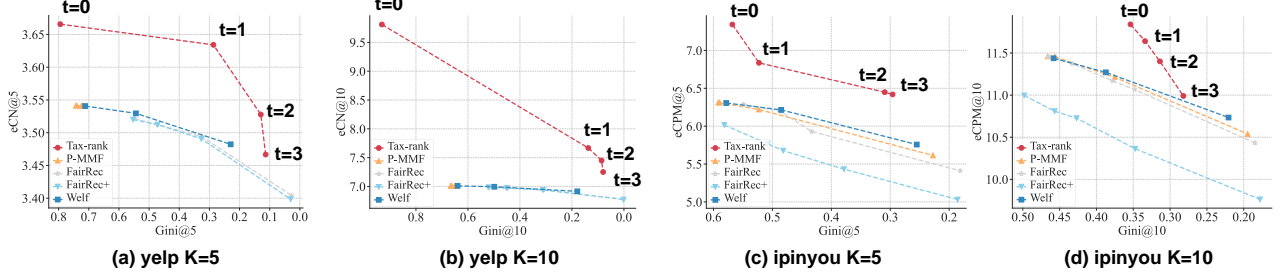 t=0
t=1
t=2
t=3
3.65
3.60
3.55
3.50
3.45
3.40
eCN@5
Tax-rank
P-MMF
FairRec
FairRec+
Welf
0.8 0.7 0.6 0.5 0.4 0.3 0.2 0.1 0.0
Gini@5
(a) yelp K=5
t=0
t=1
t=2
t=3
9.5
9.0
8.5
8.0
7.5
7.0
eCN@10
Tax-rank
P-MMF
FairRec
FairRec+
Welf
0.8 0.6 0.4 0.2 0.0
Gini@10
(b) yelp K=10
t=0
t=1
t=2
t=3
7.0
6.5
6.0
5.5
5.0
eCPM@5
Tax-rank
P-MMF
FairRec
FairRec+
Welf
0.6 0.5 0.4 0.3 0.2
Gini@5
(c) ipinyou K=5
t=0
t=1
t=2
t=3
11.5
11.0
10.5
10.0
eCPM@10
Tax-rank
P-MMF
FairRec
FairRec+
Welf
0.50 0.45 0.40 0.35 0.30 0.25 0.20
Gini@10
(d) ipinyou K=10